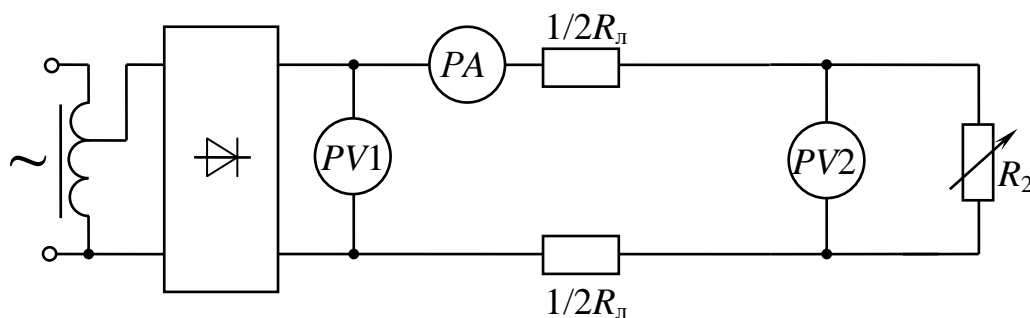 1/2Rл
PA
~
PV1
PV2
R2
1/2Rл